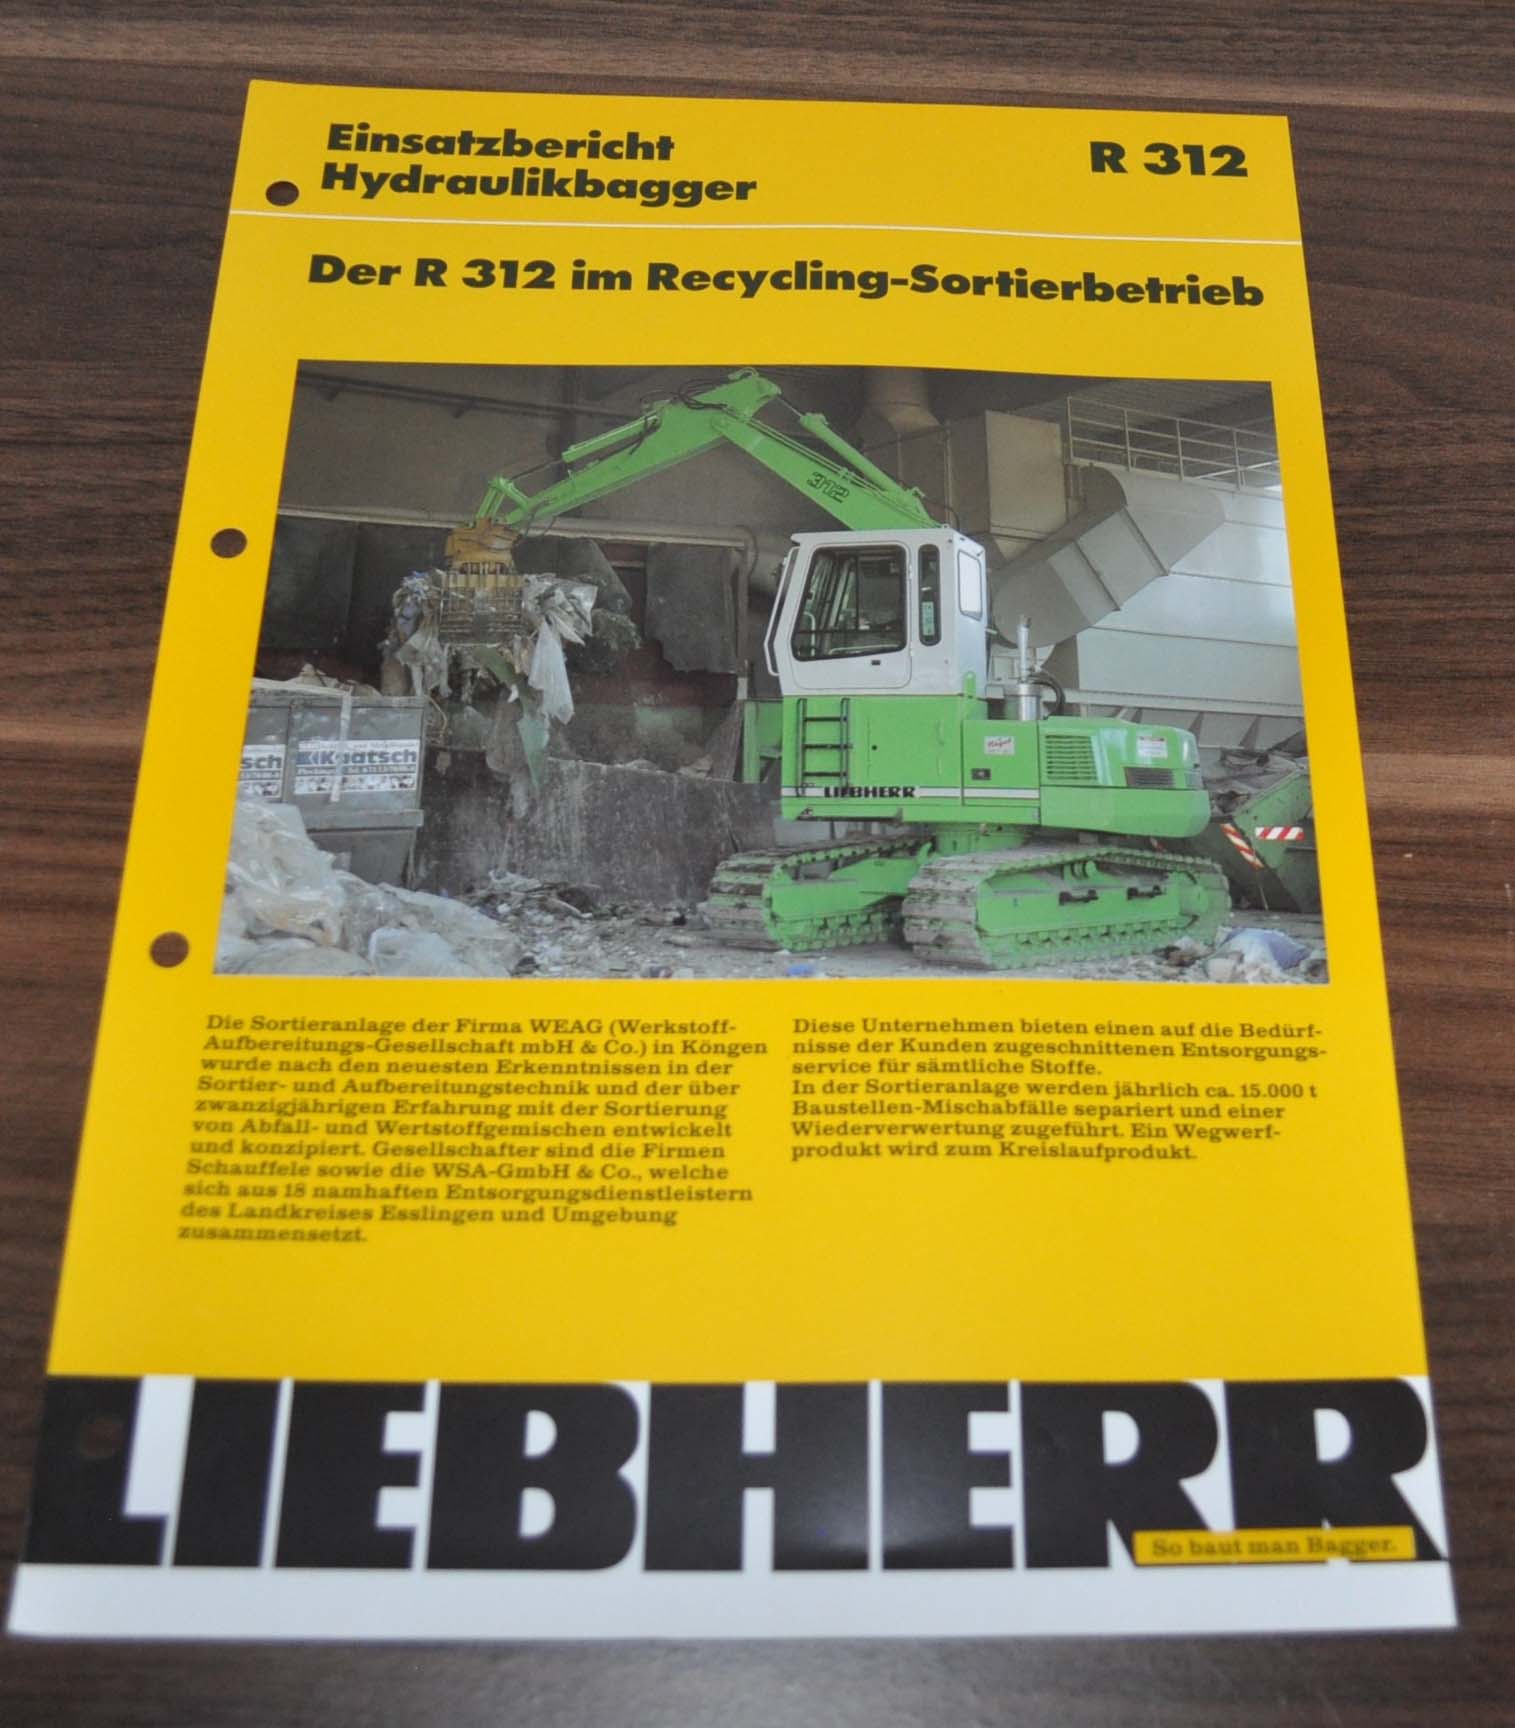 Einsatzbericht
Hydraulikbagger
R 312
Der R 312 im Recycling-Sortierbetrieb
312
LIEBHERR
sch
Kaatsch
Die Sortieranlage der Firma WEAG (Werkstoff-
Aufbereitungs-Gesellschaft mbH & Co.) in Köngen
wurde nach den neuesten Erkenntnissen in der
Sortier- und Aufbereitungstechnik und der über
zwanzigjährigen Erfahrung mit der Sortierung
von Abfall- und Wertstoffgemischen entwickelt
und konzipiert. Gesellschafter sind die Firmen
Schauffele sowie die WSA-GmbH & Co., welche
sich aus 18 namhaften Entsorgungsdienstleistern
des Landkreises Esslingen und Umgebung
zusammensetzt.
Diese Unternehmen bieten einen auf die Bedürf-
nisse der Kunden zugeschnittenen Entsorgungs-
service für sämtliche Stoffe.
In der Sortieranlage werden jährlich ca. 15.000 t
Baustellen-Mischabfälle separiert und einer
Wiederverwertung zugeführt. Ein Wegwerf-
produkt wird zum Kreislaufprodukt.
LIEBHERR
So baut man Bagger.